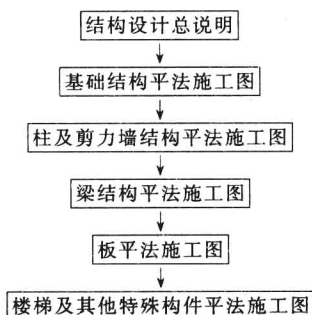 结构设计总说明
基础结构平法施工图
柱及剪力墙结构平法施工图
梁结构平法施工图
板平法施工图
楼梯及其他特殊构件平法施工图